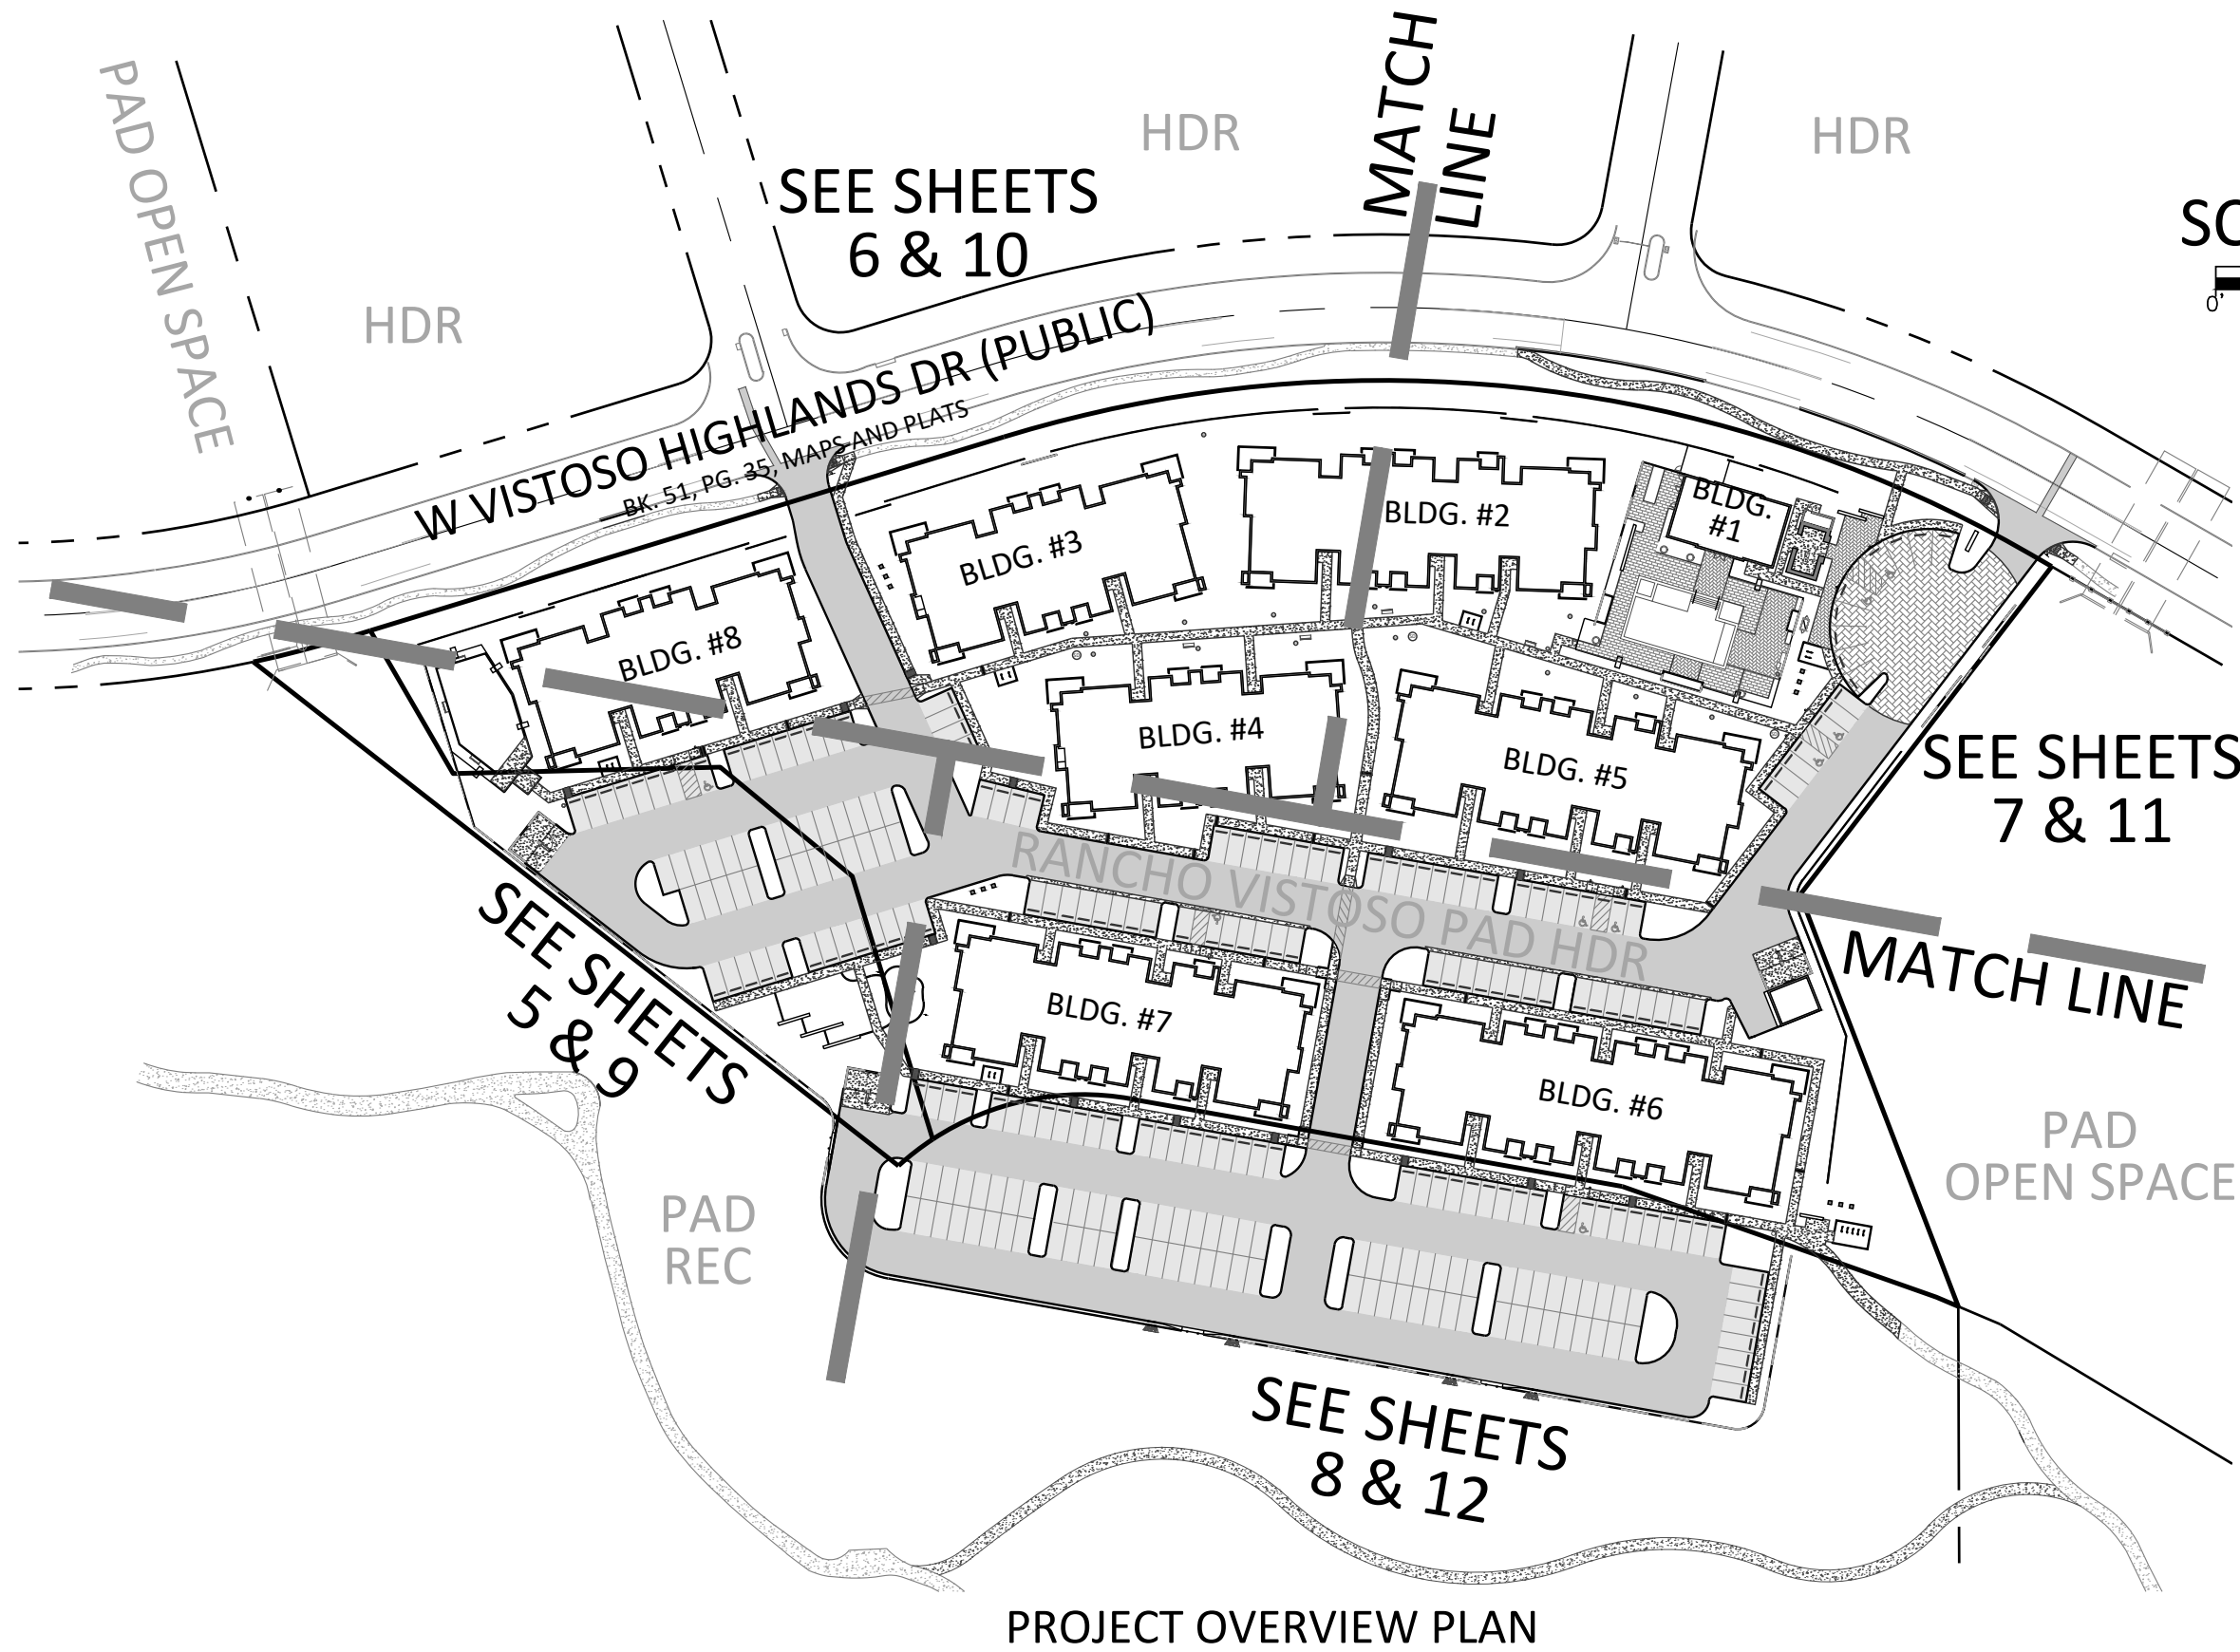 MATCH
LINE
PAD OPEN SPACE
HDR
HDR
HDR
SEE SHEETS
6 & 10
0'
W VISTOSO HIGHLANDS DR (PUBLIC)
BK. 51, PG. 35, MAPS AND PLATS
BLDG.
#1
BLDG. #2
BLDG. #3
BLDG. #8
BLDG. #4
BLDG. #5
SEE SHEETS
7 & 11
RANCHO VISTOSO PAD HDR
SEE SHEETS
5 & 9
MATCH LINE
BLDG. #7
BLDG. #6
PAD
OPEN SPACE
PAD
REC
SEE SHEETS
8 & 12
PROJECT OVERVIEW PLAN